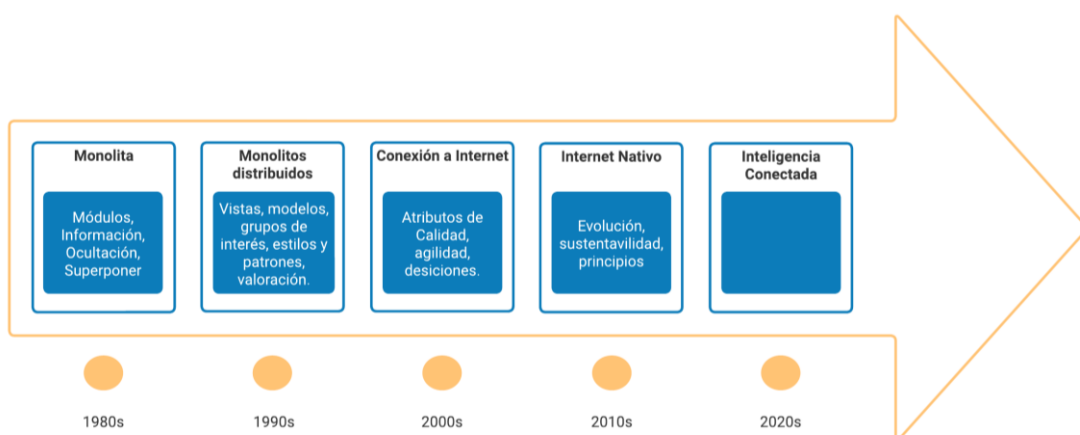 Monolita
Módulos,
Información,
Ocultación,
Superponer
Monolitos
distribuidos
Vistas, modelos,
grupos de
interés, estilos y
patrones,
valoración.
Conexión a Internet
Atributos de
Calidad,
agilidad,
desiciones.
Internet Nativo
Evolución,
sustentavilidad,
principios
Inteligencia
Conectada
1980s
1990s
2000s
2010s
2020s